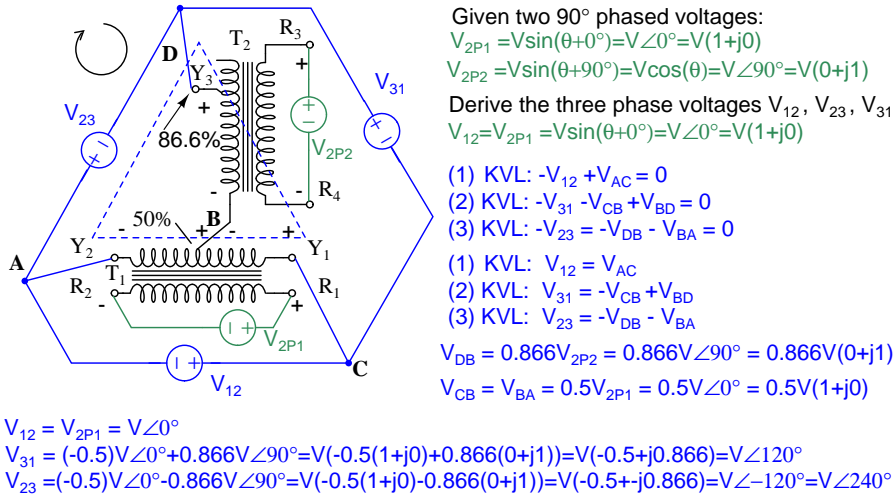 D
T2
R3
Y3
+
+
V31
V23
86.6%
V2P2
R4
-
-
50%
B
-
+
-
+
Y2
Y1
A
T1
R2
R1
-
+
V2P1
C
V12
Given two 90° phased voltages:
V2P1 =Vsin(θ+0°)=V∠0°=V(1+j0)
V2P2 =Vsin(θ+90°)=Vcos(θ)=V∠90°=V(0+j1)
Derive the three phase voltages V12, V23, V31
V12=V2P1 =Vsin(θ+0°)=V∠0°=V(1+j0)
(1) KVL: -V12 +VAC = 0
(2) KVL: -V31 -VCB +VBD = 0
(3) KVL: -V23 = -VDB - VBA = 0
(1) KVL: V12 = VAC
(2) KVL: V31 = -VCB +VBD
(3) KVL: V23 = -VDB - VBA
VDB = 0.866V2P2 = 0.866V∠90° = 0.866V(0+j1)
VCB = VBA = 0.5V2P1 = 0.5V∠0° = 0.5V(1+j0)
V12 = V2P1 = V∠0°
V31 = (-0.5)V∠0°+0.866V∠90°=V(-0.5(1+j0)+0.866(0+j1))=V(-0.5+j0.866)=V∠120°
V23 =(-0.5)V∠0°-0.866V∠90°=V(-0.5(1+j0)-0.866(0+j1))=V(-0.5+-j0.866)=V∠−120°=V∠240°